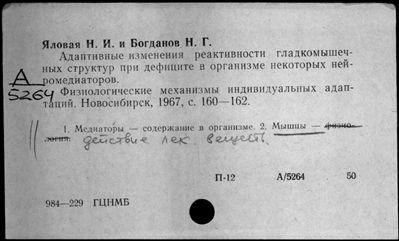 Яловая Н. И. и Богданов Н. Г.
Адаптивные изменения реактивности гладкомышеч-
ных структур при дефиците в организме некоторых ней-
ромедиаторов.
А
5264
Физиологические механизмы индивидуальных адап-
таций. Новосибирск, 1967, с. 160—162.
1. Медиаторы — содержание в организме. 2. Мышцы — физио-
логия. действие лек. веществ.
П-12 А/5264 50
984—229 ГЦНМБ